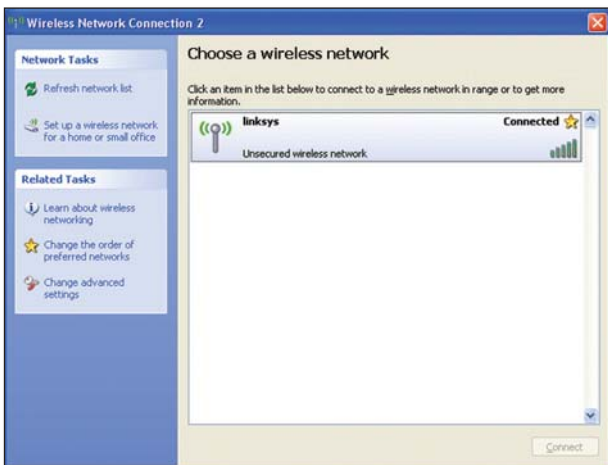 Wireless Network Connection 2
Network Tasks
Refresh network list
Set up a wireless network
for a home or small office
Related Tasks
Learn about wireless
networking
Change the order of
preferred networks
Change advanced
settings
Choose a wireless network
Click an item in the list below to connect to a wireless network in range or to get more
information.
linksys
Connected
Unsecured wireless network
Connect